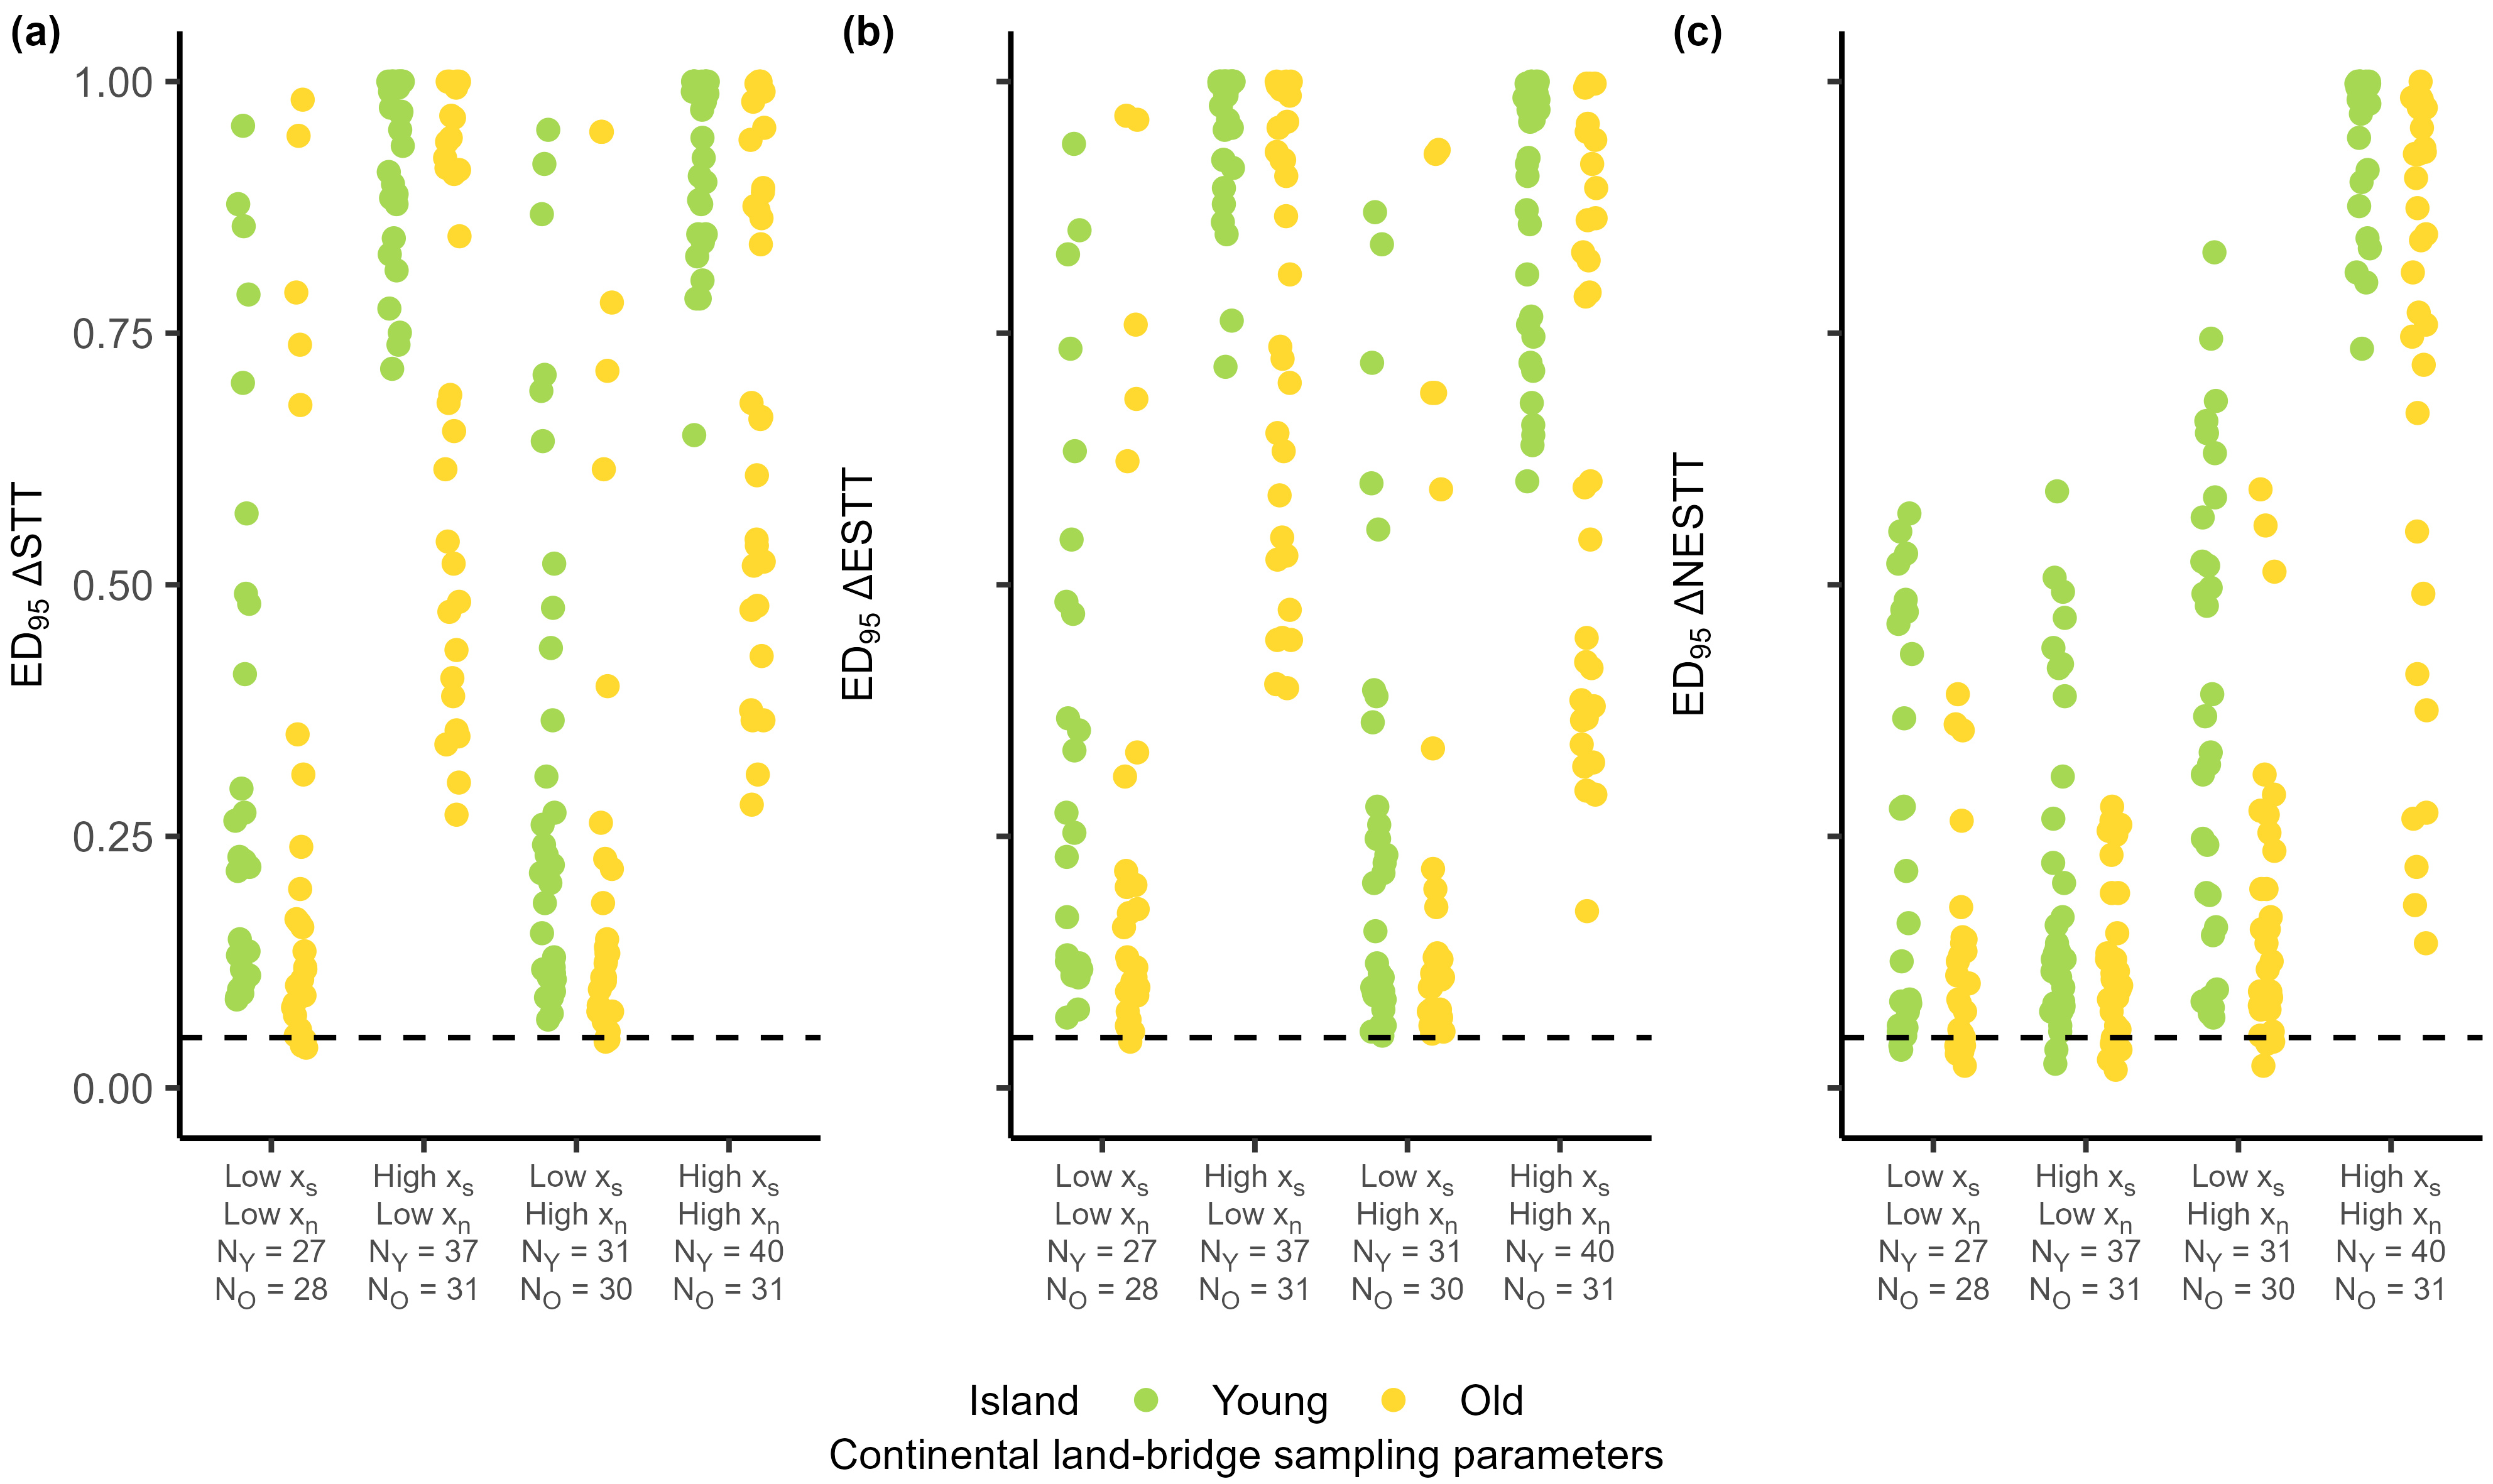 (a)
(b)
(c)
ED95 ΔSTT
1.00
0.75
0.50
0.25
0.00
Low xs
Low xn
NY = 27
NO = 28
High xs
Low xn
NY = 37
NO = 31
Low xs
High xn
NY = 31
NO = 30
High xs
High xn
NY = 40
NO = 31
ED95 ΔESTT
Low xs
Low xn
NY = 27
NO = 28
High xs
Low xn
NY = 37
NO = 31
Low xs
High xn
NY = 31
NO = 30
High xs
High xn
NY = 40
NO = 31
ED95 ΔNESTT
Low xs
Low xn
NY = 27
NO = 28
High xs
Low xn
NY = 37
NO = 31
Low xs
High xn
NY = 31
NO = 30
High xs
High xn
NY = 40
NO = 31
Island Young Old
Continental land-bridge sampling parameters